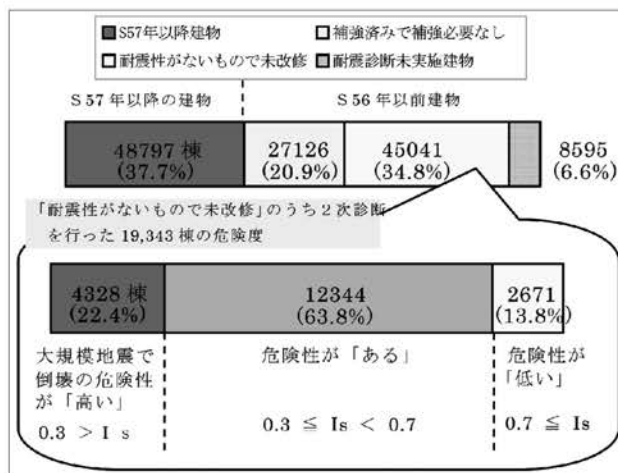 S57年以降建物
補強済みで補強必要なし
耐震性がないもので未改修
耐震診断未実施建物
S 57 年以降の建物
S 56 年以前建物
48797 棟
(37.7%)
27126
(20.9%)
45041
(34.8%)
8595
(6.6%)
「耐震性がないもので未改修」のうち２次診断
を行った 19,343 棟の危険度
4328 棟
(22.4%)
12344
(63.8%)
2671
(13.8%)
大規模地震で
倒壊の危険性
が「高い」
0.3 > I s
危険性が「ある」
0.3 ≦ Is < 0.7
危険性が
「低い」
0.7 ≦ Is